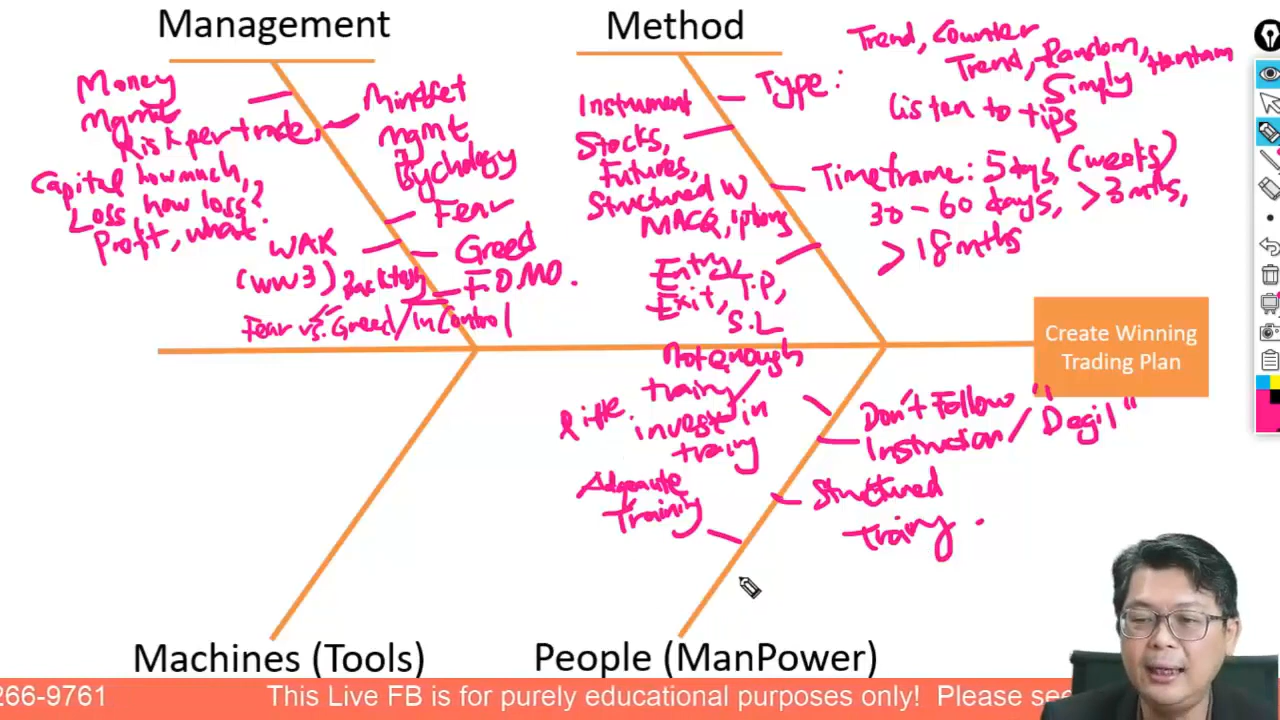 Management
Money
Mgmt
Risk per trade,
Capital how much,
Loss how loss?
Profit, what
Mindset
Mgmt
Psychology
Fear
Greed
F.O.M.O.
WAR
(WW3) Backtest
Fear vs. Greed / In Control
Method
Type: Trend, Counter
Trend, Random, Hantam
Simply
listen to tips
Instrument
Stocks,
Futures,
Structured W
MACQ,
Timeframe: 5 days, (weeks)
30 - 60 days, > 3 mths,
> 18 mths
Entry,
Exit, T.P,
S.L
Create Winning
Trading Plan
Not enough
training
little. invest in
training
Don't Follow
Instruction / "Degil"
Adequate
Training
Structured
training.
Machines (Tools)
People (ManPower)
266-9761
This Live FB is for purely educational purposes only! Please see